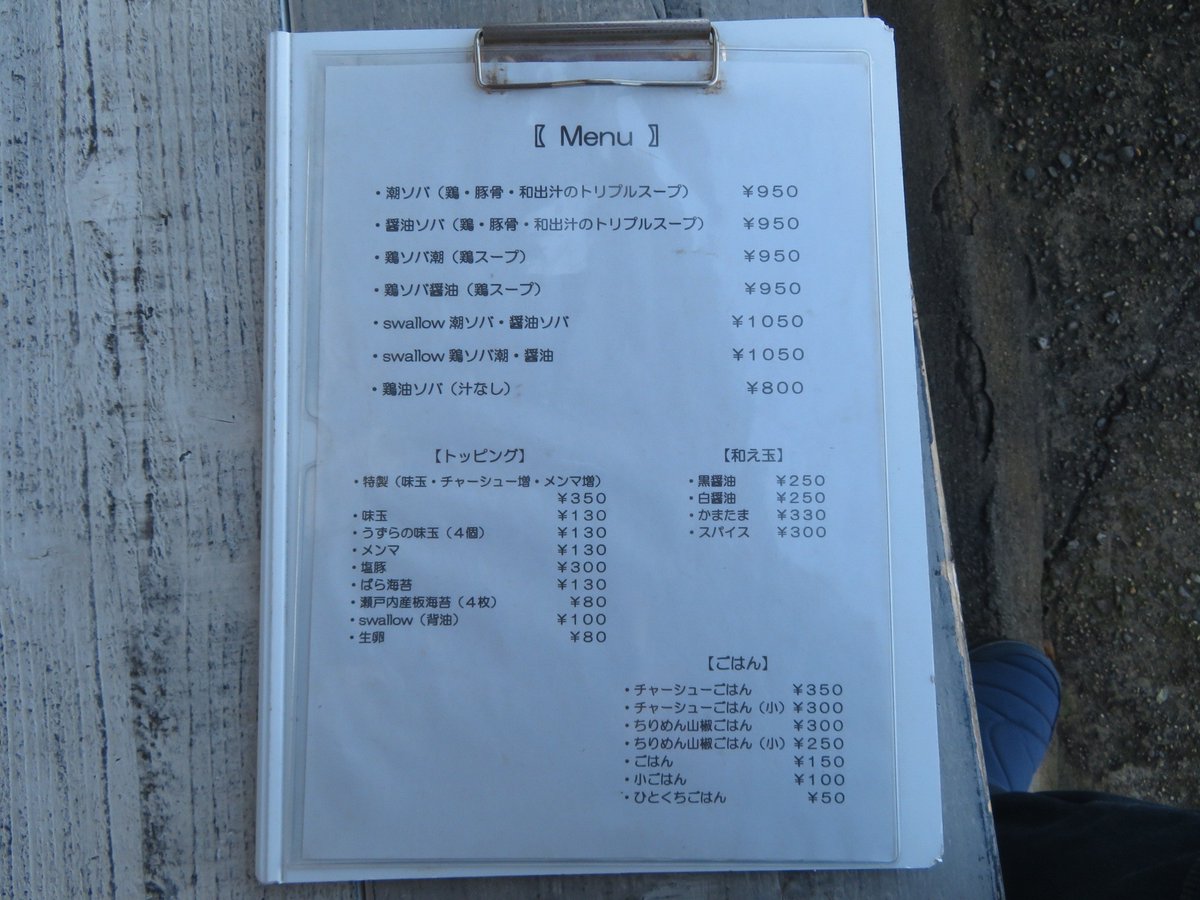 〖 Menu 〗
・潮ソバ（鶏・豚骨・和出汁のトリプルスープ） ￥950
・醤油ソバ（鶏・豚骨・和出汁のトリプルスープ） ￥950
・鶏ソバ潮（鶏スープ） ￥950
・鶏ソバ醤油（鶏スープ） ￥950
・swallow 潮ソバ・醤油ソバ ￥1050
・swallow 鶏ソバ潮・醤油 ￥1050
・鶏油ソバ（汁なし） ￥800
【トッピング】
・特製（味玉・チャーシュー増・メンマ増）
￥350
・味玉 ￥130
・うずらの味玉（4個） ￥130
・メンマ ￥130
・塩豚 ￥300
・ばら海苔 ￥130
・瀬戸内産板海苔（4枚） ￥80
・swallow（背油） ￥100
・生卵 ￥80
【和え玉】
・黒醤油 ￥250
・白醤油 ￥250
・かまたま ￥330
・スパイス ￥300
【ごはん】
・チャーシューごはん ￥350
・チャーシューごはん（小） ￥300
・ちりめん山椒ごはん ￥300
・ちりめん山椒ごはん（小） ￥250
・ごはん ￥150
・小ごはん ￥100
・ひとくちごはん ￥50